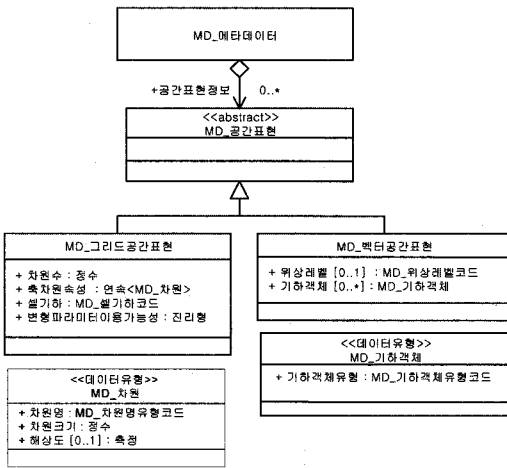 MD_메타데이터
+공간표현정보 0..*
<<abstract>>
MD_공간표현
MD_그리드공간표현
+ 차원수 : 정수
+ 축차원속성 : 연속<MD_차원>
+ 셀기하 : MD_셀기하코드
+ 변형파라미터이용가능성 : 진리형
MD_벡터공간표현
+ 위상레벨 [0..1] : MD_위상레벨코드
+ 기하객체 [0..*] : MD_기하객체
<<데이터유형>>
MD_기하객체
+ 기하객체유형 : MD_기하객체유형코드
<<데이터유형>>
MD_차원
+ 차원명 : MD_차원명유형코드
+ 차원크기 : 정수
+ 해상도 [0..1] : 측정